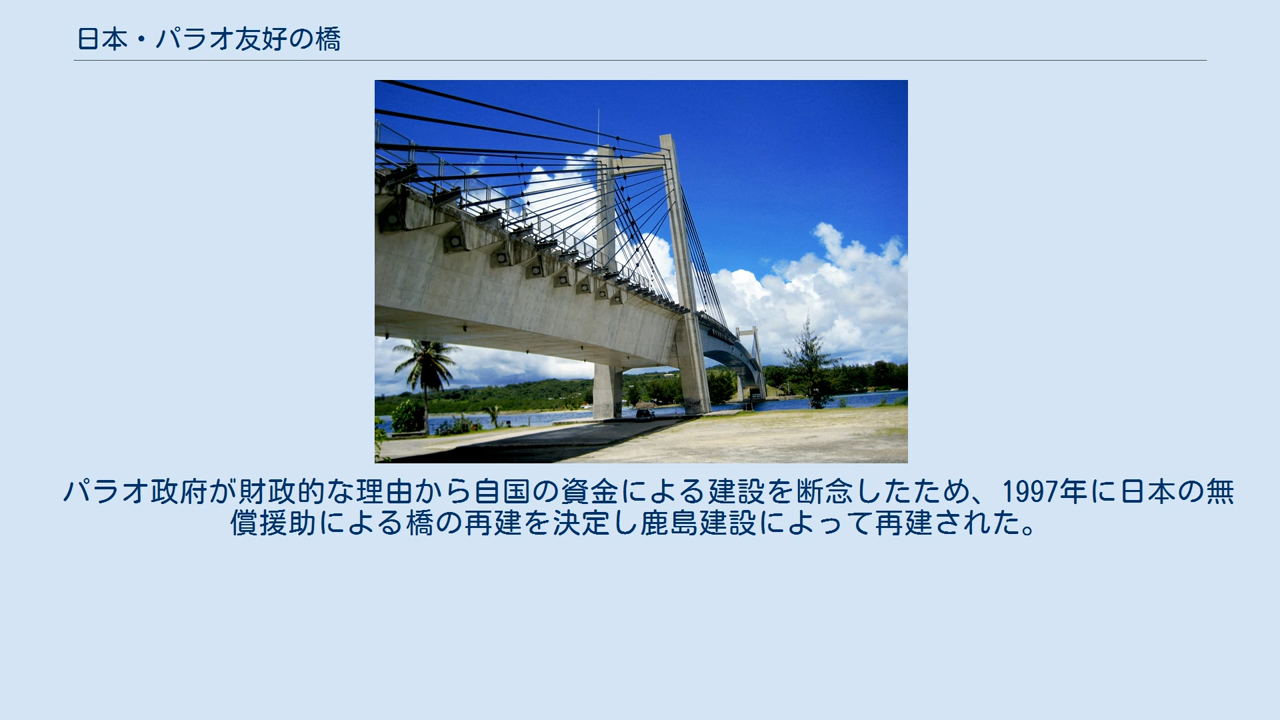 日本・パラオ友好の橋
パラオ政府が財政的な理由から自国の資金による建設を断念したため、1997年に日本の無
償援助による橋の再建を決定し鹿島建設によって再建された。